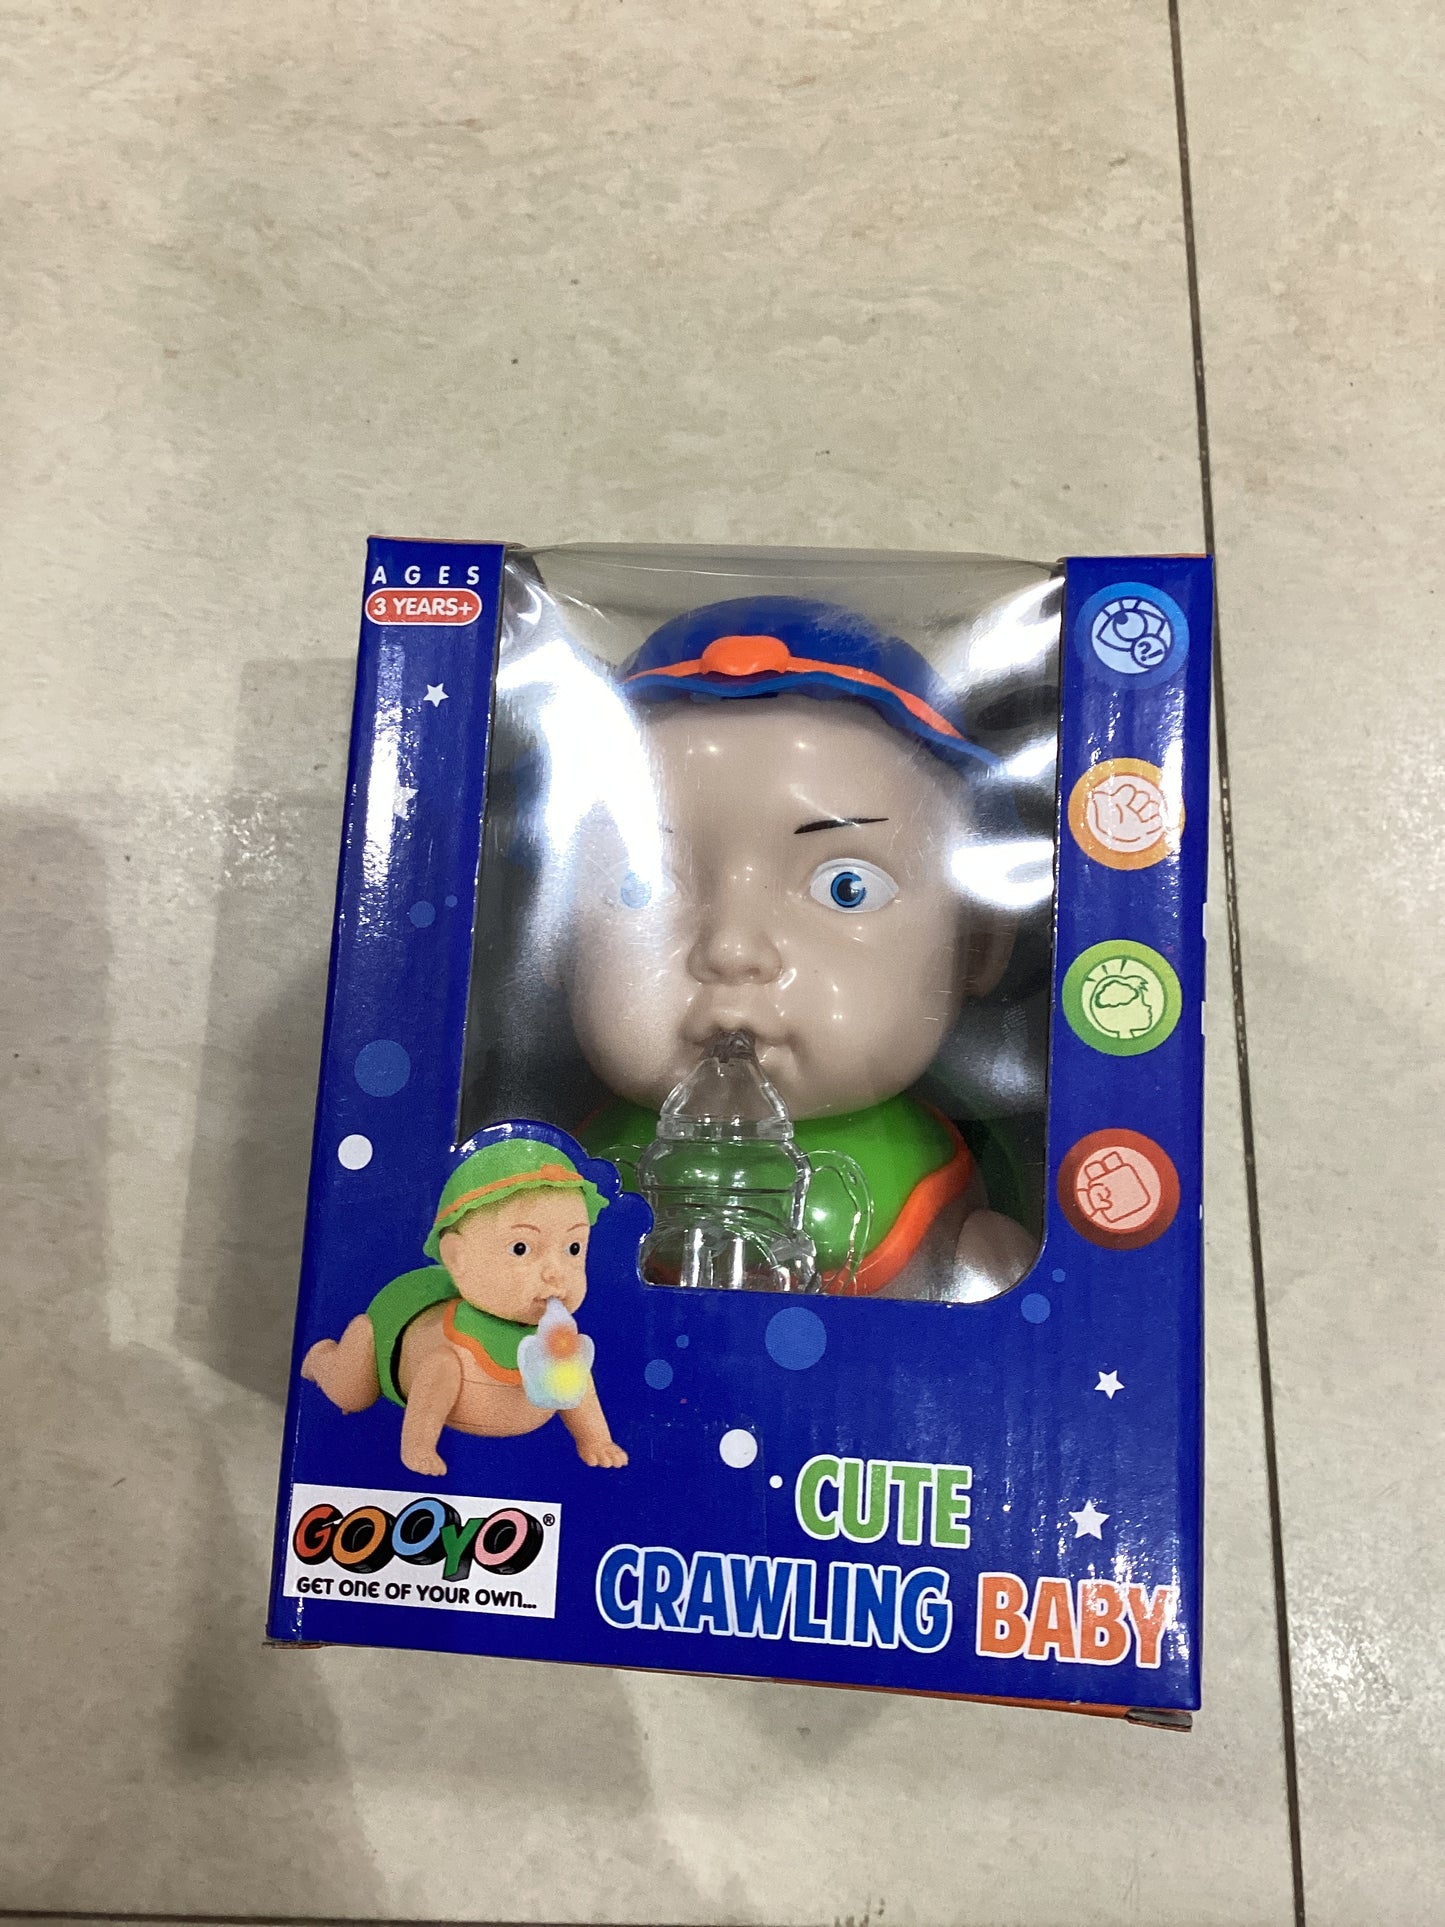 AGES
3 YEARS+
?!
GOOYO®
GET ONE OF YOUR OWN...
CUTE
CRAWLING BABY